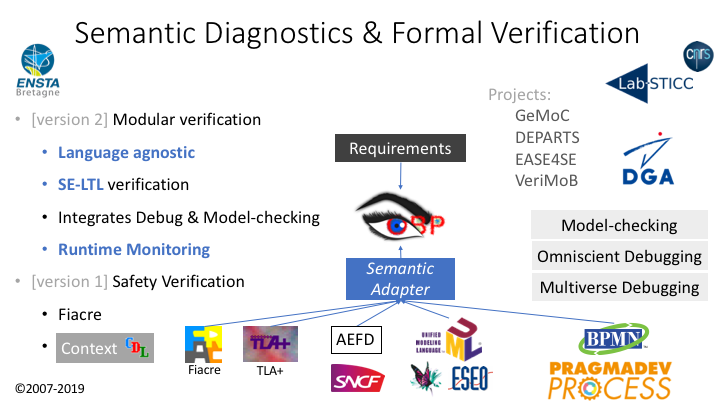 Semantic Diagnostics & Formal Verification
ENSTA
Bretagne
cnrs
Lab-STICC
Projects:
GeMoC
DEPARTS
EASE4SE
VeriMoB
DGA
• [version 2] Modular verification
• Language agnostic
• SE-LTL verification
• Integrates Debug & Model-checking
• Runtime Monitoring
• [version 1] Safety Verification
• Fiacre
• Context CDL
Requirements
OBP
Semantic
Adapter
Model-checking
Omniscient Debugging
Multiverse Debugging
Fiacre
TLA+
TLA+
AEFD
SNCF
UNIFIED
MODELING
LANGUAGE
UML
ESEO
BPMN
PRAGMADEV
PROCESS
©2007-2019